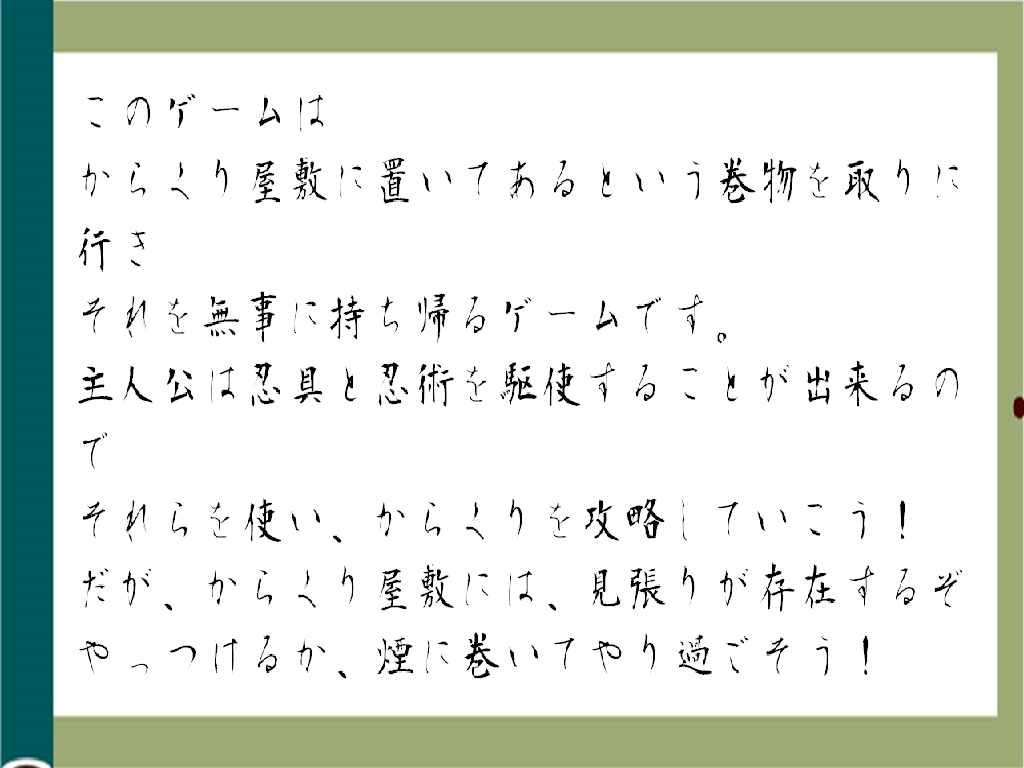 このゲームは
からくり屋敷に置いてあるという巻物を取りに
行き
それを無事に持ち帰るゲームです。
主人公は忍具と忍術を駆使することが出来るの
で
それらを使い、からくりを攻略していこう！
だが、からくり屋敷には、見張りが存在するぞ
やっつけるか、煙に巻いてやり過ごそう！